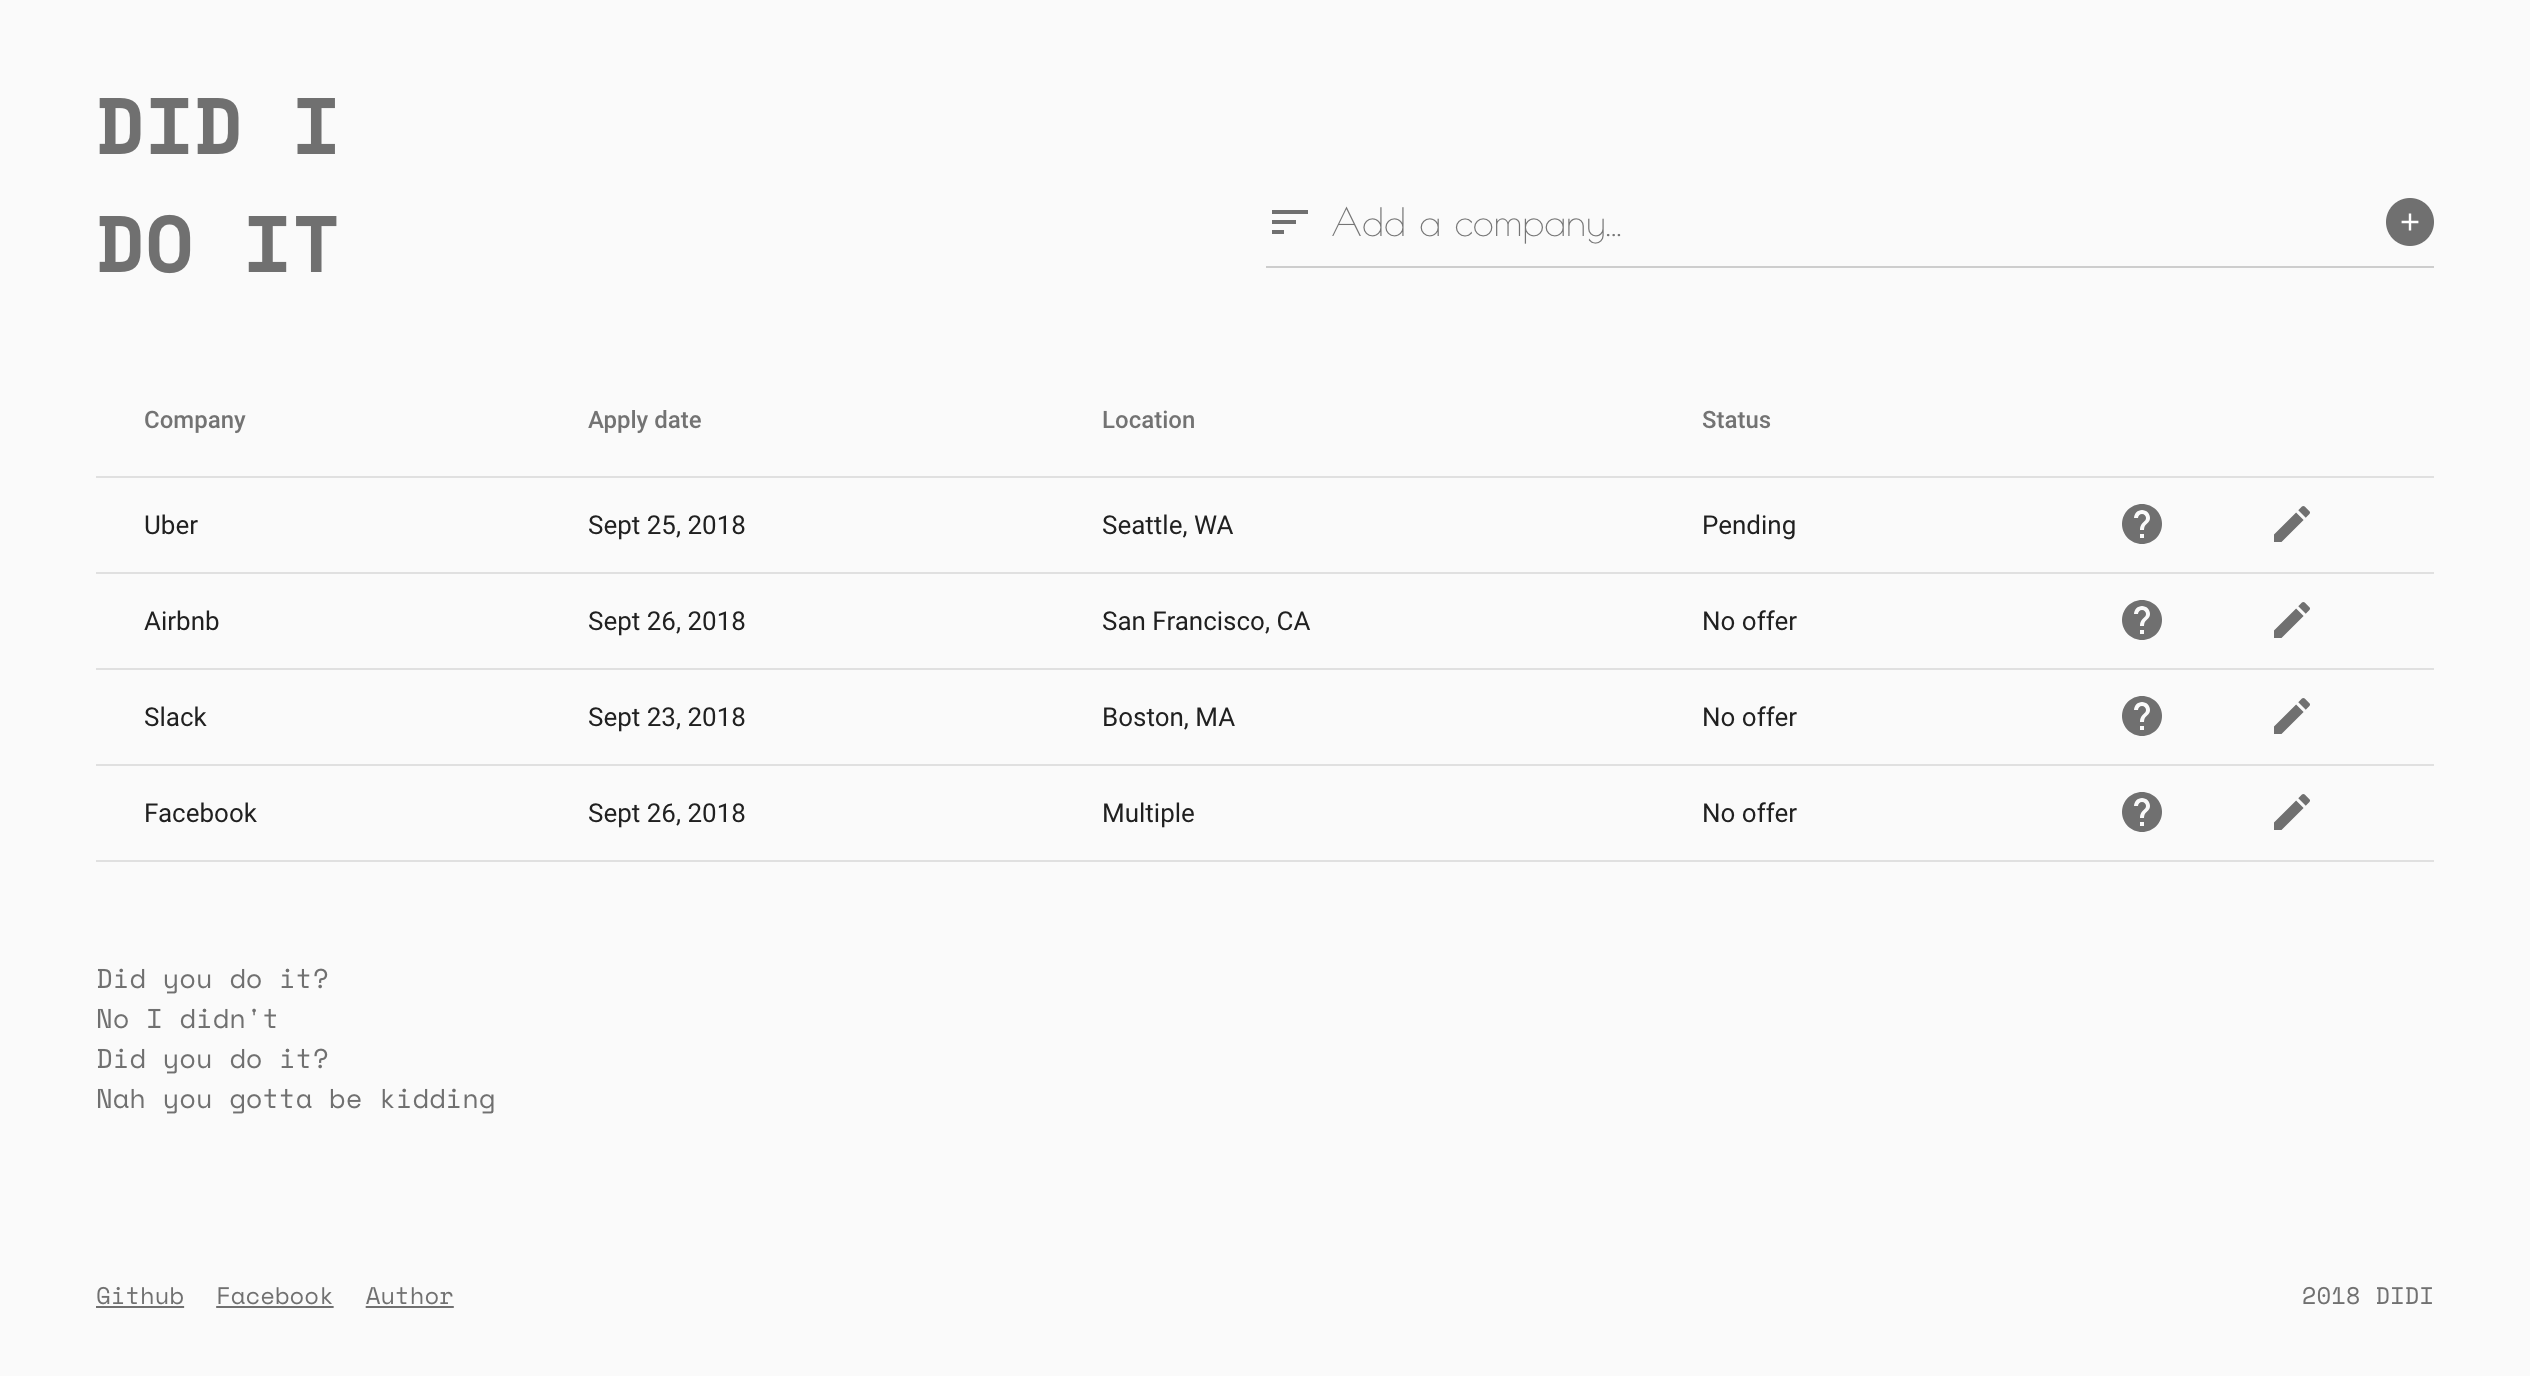 DID I
DO IT
Add a company...
Company Apply date Location Status
Uber Sept 25, 2018 Seattle, WA Pending
Airbnb Sept 26, 2018 San Francisco, CA No offer
Slack Sept 23, 2018 Boston, MA No offer
Facebook Sept 26, 2018 Multiple No offer
Did you do it?
No I didn't
Did you do it?
Nah you gotta be kidding
Github Facebook Author 2018 DIDI